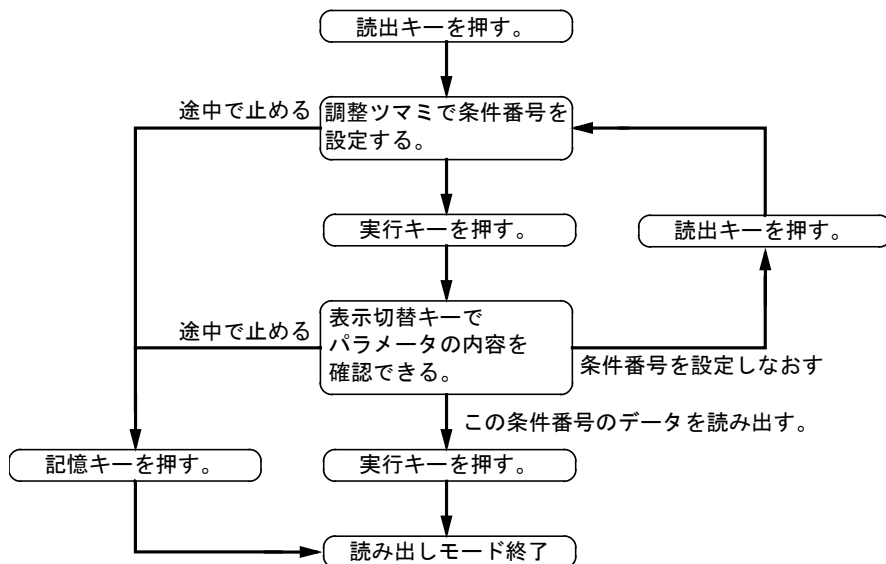 読出キーを押す。
途中で止める
調整ツマミで条件番号を
設定する。
実行キーを押す。
読出キーを押す。
途中で止める
表示切替キーで
パラメータの内容を
確認できる。
条件番号を設定しなおす
この条件番号のデータを読み出す。
記憶キーを押す。
実行キーを押す。
読み出しモード終了